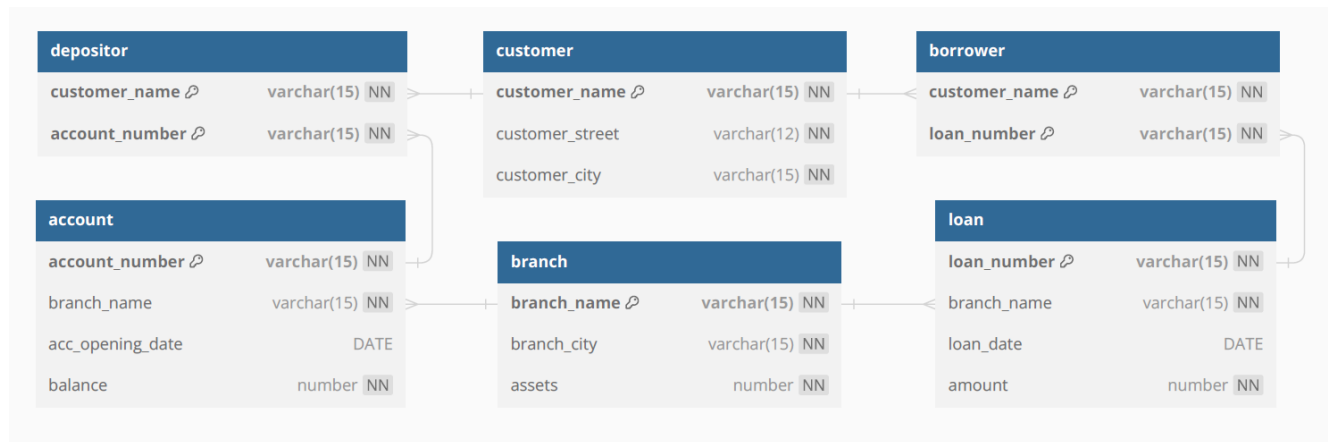 depositor
customer_name varchar(15) NN
account_number varchar(15) NN
customer
customer_name varchar(15) NN
customer_street varchar(12) NN
customer_city varchar(15) NN
borrower
customer_name varchar(15) NN
loan_number varchar(15) NN
account
account_number varchar(15) NN
branch_name varchar(15) NN
acc_opening_date DATE
balance number NN
branch
branch_name varchar(15) NN
branch_city varchar(15) NN
assets number NN
loan
loan_number varchar(15) NN
branch_name varchar(15) NN
loan_date DATE
amount number NN